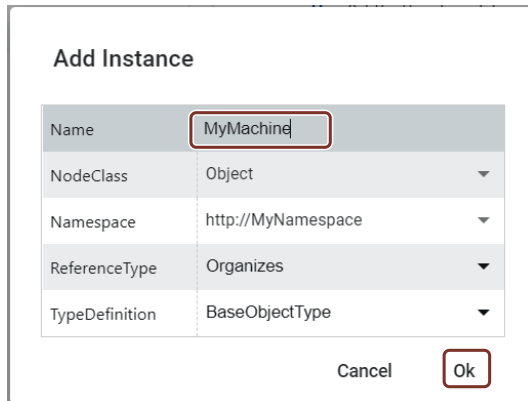 Add Instance
Name MyMachine
NodeClass Object
Namespace http://MyNamespace
ReferenceType Organizes
TypeDefinition BaseObjectType
Cancel Ok